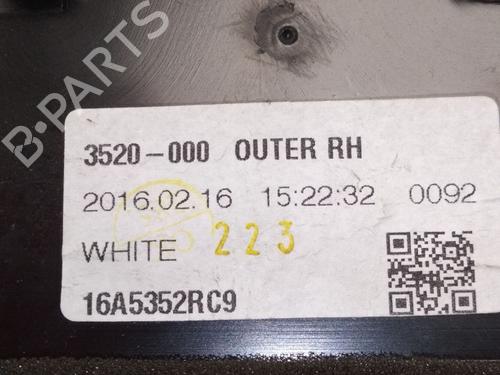 B-PARTS
3520-000 OUTER RH
2016.02.16 15:22:32 0092
WHITE 223
16A5352RC9